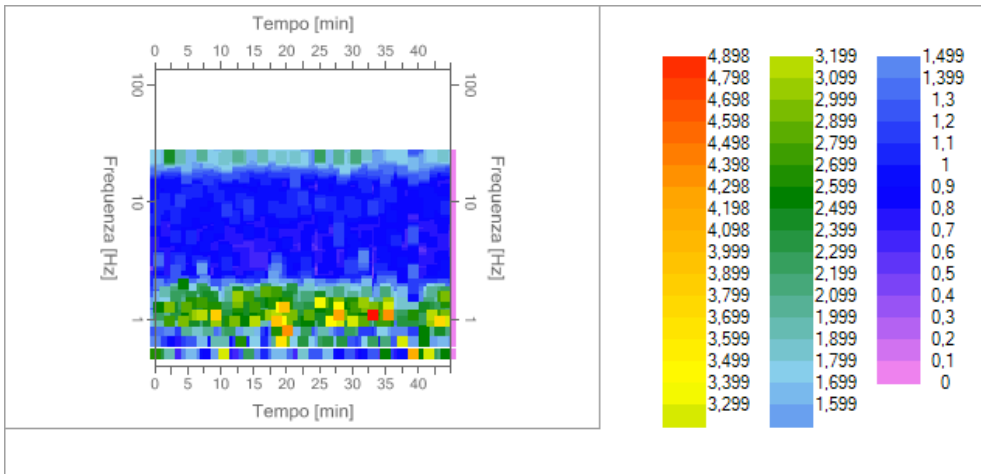 Tempo [min]
0 5 10 15 20 25 30 35 40
100 100
Frequenza [Hz] Frequenza [Hz]
10 10
1 1
0 5 10 15 20 25 30 35 40
Tempo [min]
4,898 3,199 1,499
4,798 3,099 1,399
4,698 2,999 1,3
4,598 2,899 1,2
4,498 2,799 1,1
4,398 2,699 1
4,298 2,599 0,9
4,198 2,499 0,8
4,098 2,399 0,7
3,999 2,299 0,6
3,899 2,199 0,5
3,799 2,099 0,4
3,699 1,999 0,3
3,599 1,899 0,2
3,499 1,799 0,1
3,399 1,699 0
3,299 1,599